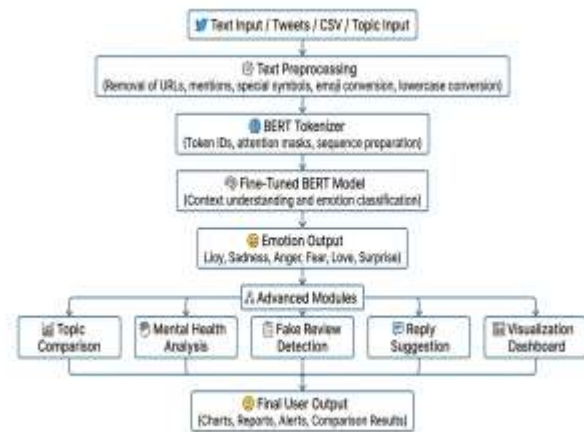 Text Input / Tweets / CSV / Topic Input
Text Preprocessing
(Removal of URLs, mentions, special symbols, emoji conversion, lowercase conversion)
BERT Tokenizer
(Token IDs, attention masks, sequence preparation)
Fine-Tuned BERT Model
(Context understanding and emotion classification)
Emotion Output
(Joy, Sadness, Anger, Fear, Love, Surprise)
Advanced Modules
Topic
Comparison
Mental Health
Analysis
Fake Review
Detection
Reply
Suggestion
Visualization
Dashboard
Final User Output
(Charts, Reports, Alerts, Comparison Results)